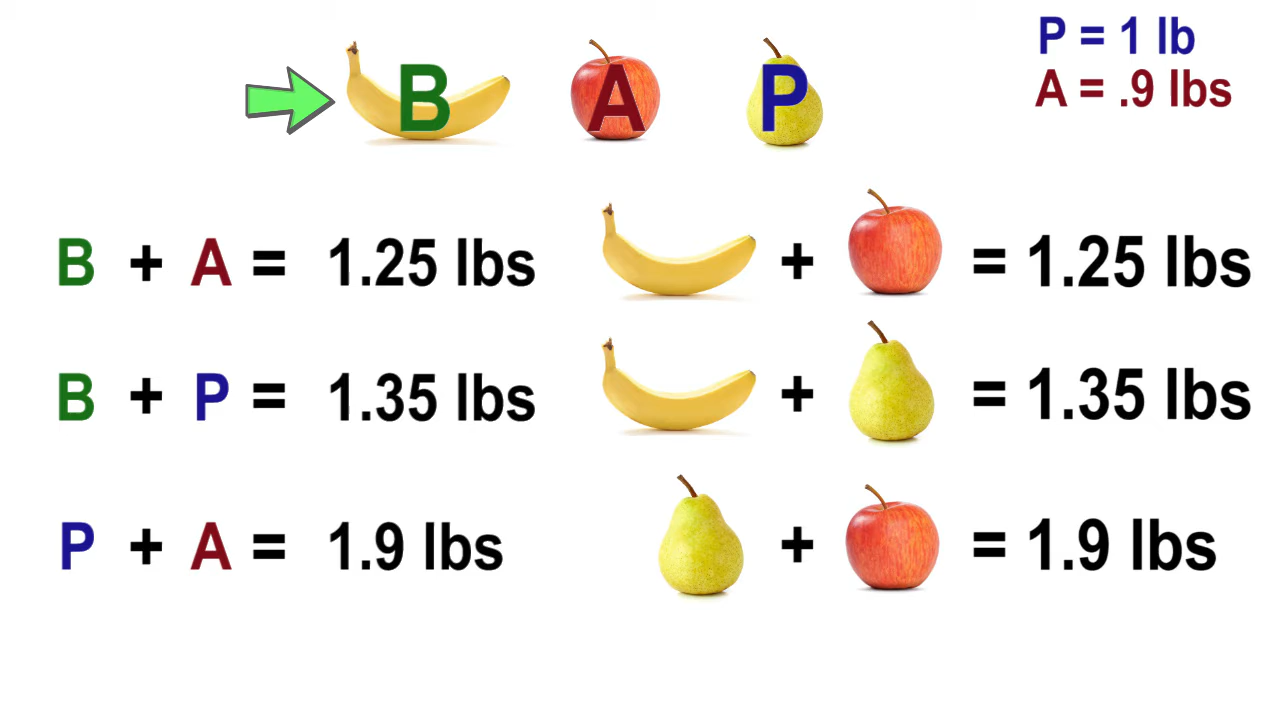 B A P
P = 1 lb
A = .9 lbs
B + A = 1.25 lbs + = 1.25 lbs
B + P = 1.35 lbs + = 1.35 lbs
P + A = 1.9 lbs + = 1.9 lbs